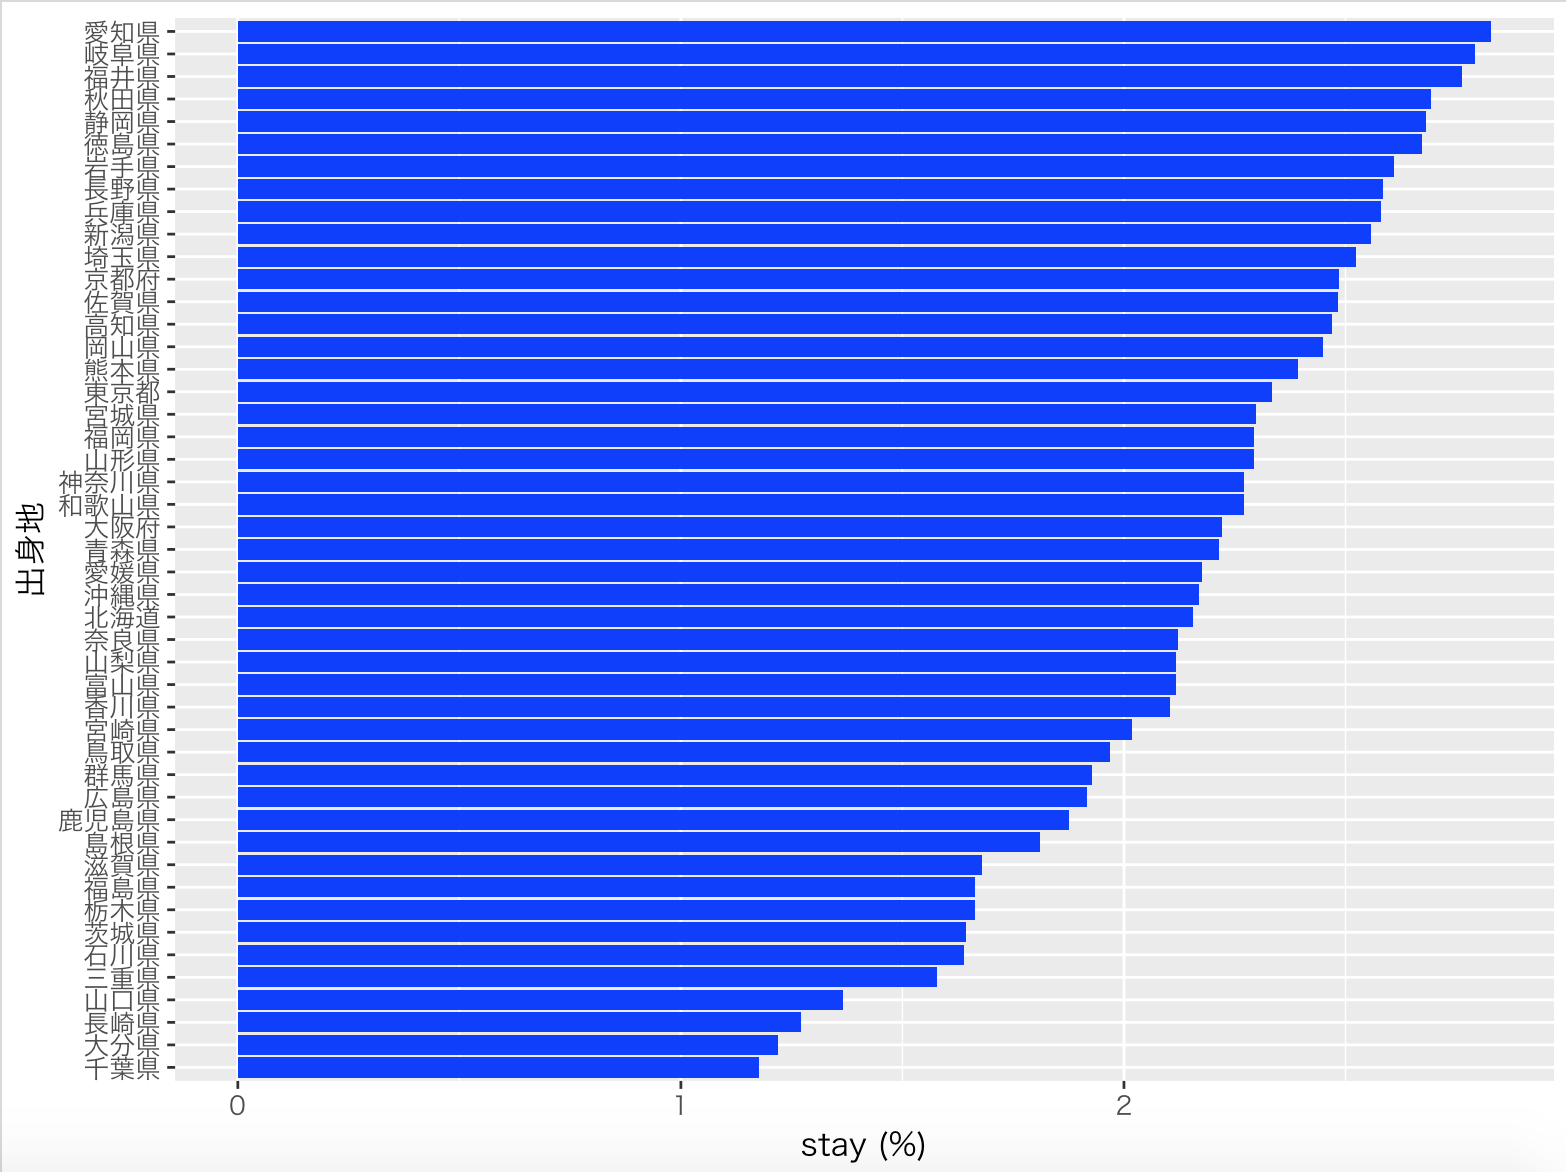 愛知県
岐阜県
福井県
秋田県
静岡県
徳島県
岩手県
長野県
兵庫県
新潟県
埼玉県
京都府
佐賀県
高知県
岡山県
熊本県
東京都
宮城県
福岡県
山形県
神奈川県
和歌山県
大阪府
青森県
愛媛県
沖縄県
北海道
奈良県
山梨県
富山県
香川県
宮崎県
鳥取県
群馬県
広島県
鹿児島県
島根県
滋賀県
福島県
栃木県
茨城県
石川県
三重県
山口県
長崎県
大分県
千葉県
出身地
0 1 2
stay (%)